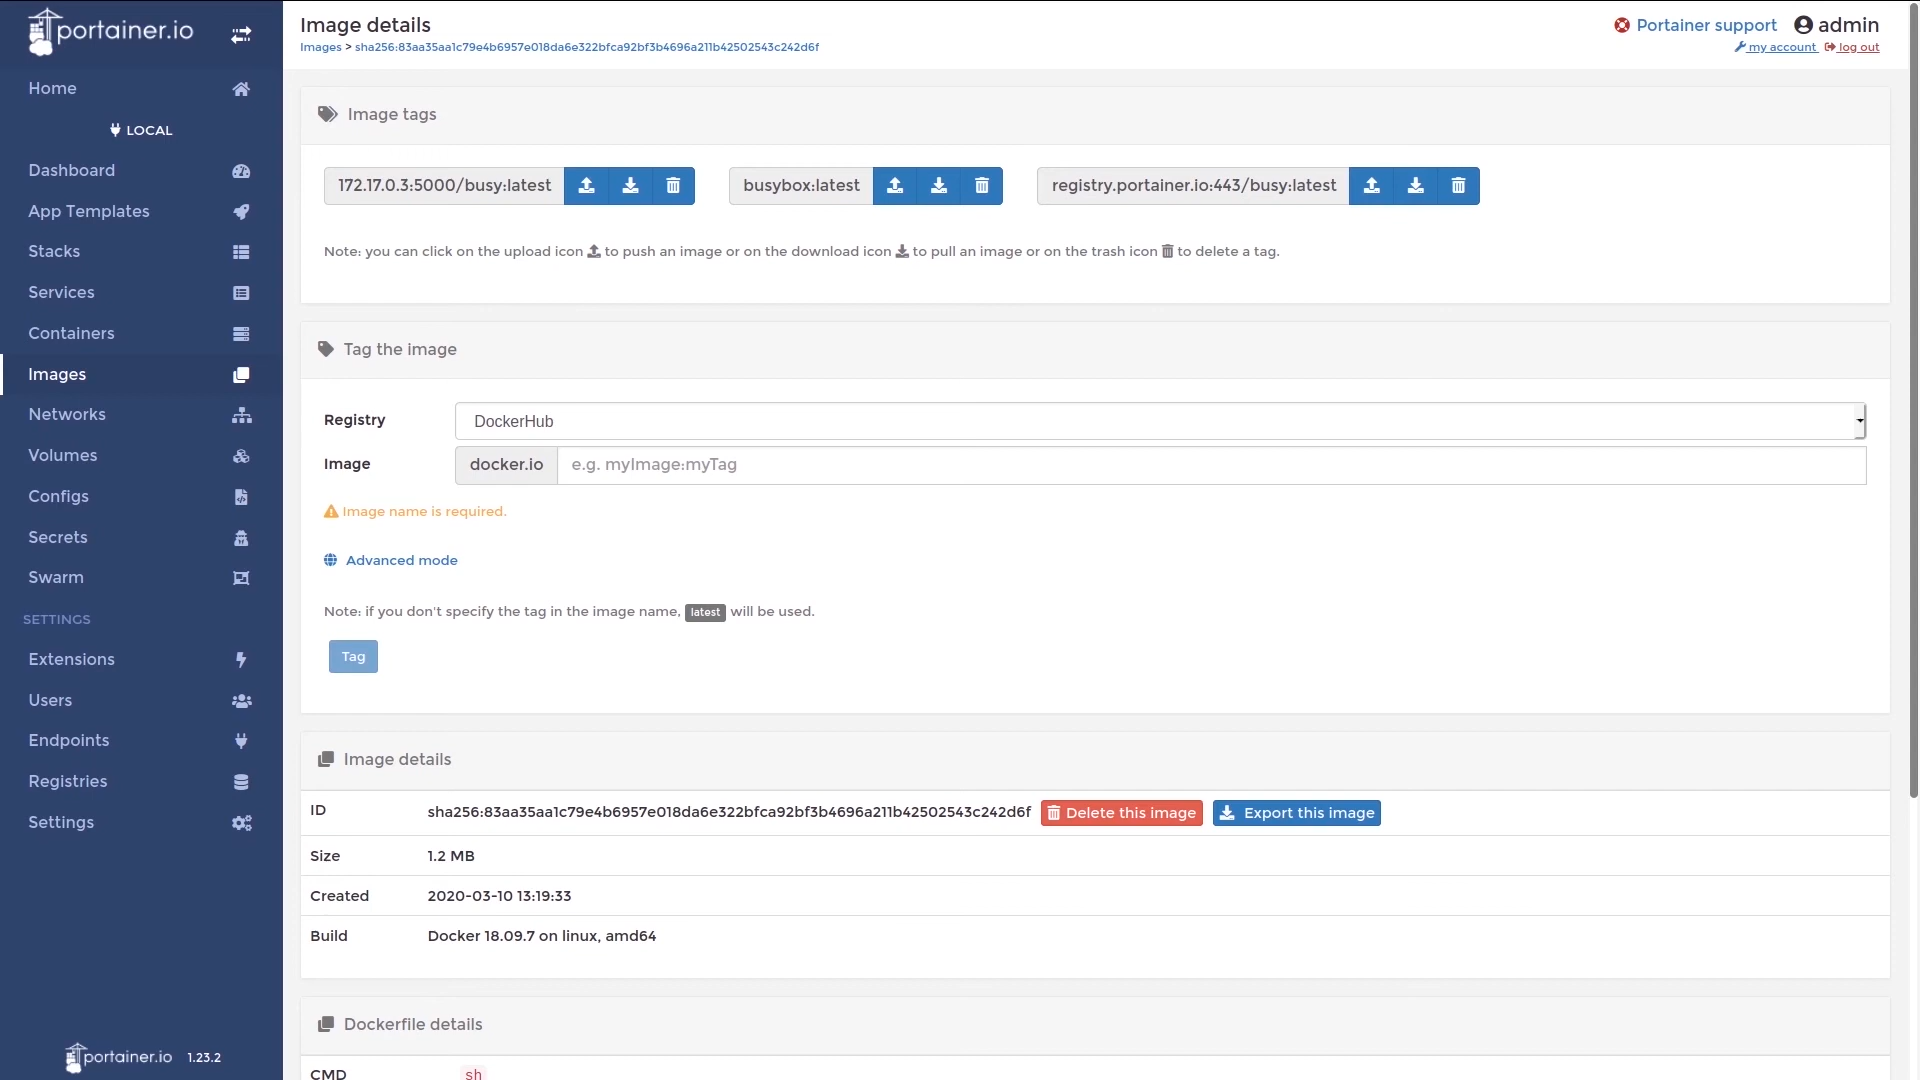 portainer.io
Home
LOCAL
Dashboard
App Templates
Stacks
Services
Containers
Images
Networks
Volumes
Configs
Secrets
Swarm
SETTINGS
Extensions
Users
Endpoints
Registries
Settings
portainer.io 1.23.2
Image details
Images > sha256:83aa35aa1c79e4b6957e018da6e322bfca92bf3b4696a211b42502543c242d6f
Portainer support admin
my account log out
Image tags
172.17.0.3:5000/busy:latest
busybox:latest
registry.portainer.io:443/busy:latest
Note: you can click on the upload icon to push an image or on the download icon to pull an image or on the trash icon to delete a tag.
Tag the image
Registry DockerHub
Image docker.io e.g. myImage:myTag
Image name is required.
Advanced mode
Note: if you don't specify the tag in the image name, latest will be used.
Tag
Image details
ID sha256:83aa35aa1c79e4b6957e018da6e322bfca92bf3b4696a211b42502543c242d6f Delete this image Export this image
Size 1.2 MB
Created 2020-03-10 13:19:33
Build Docker 18.09.7 on linux, amd64
Dockerfile details
CMD sh